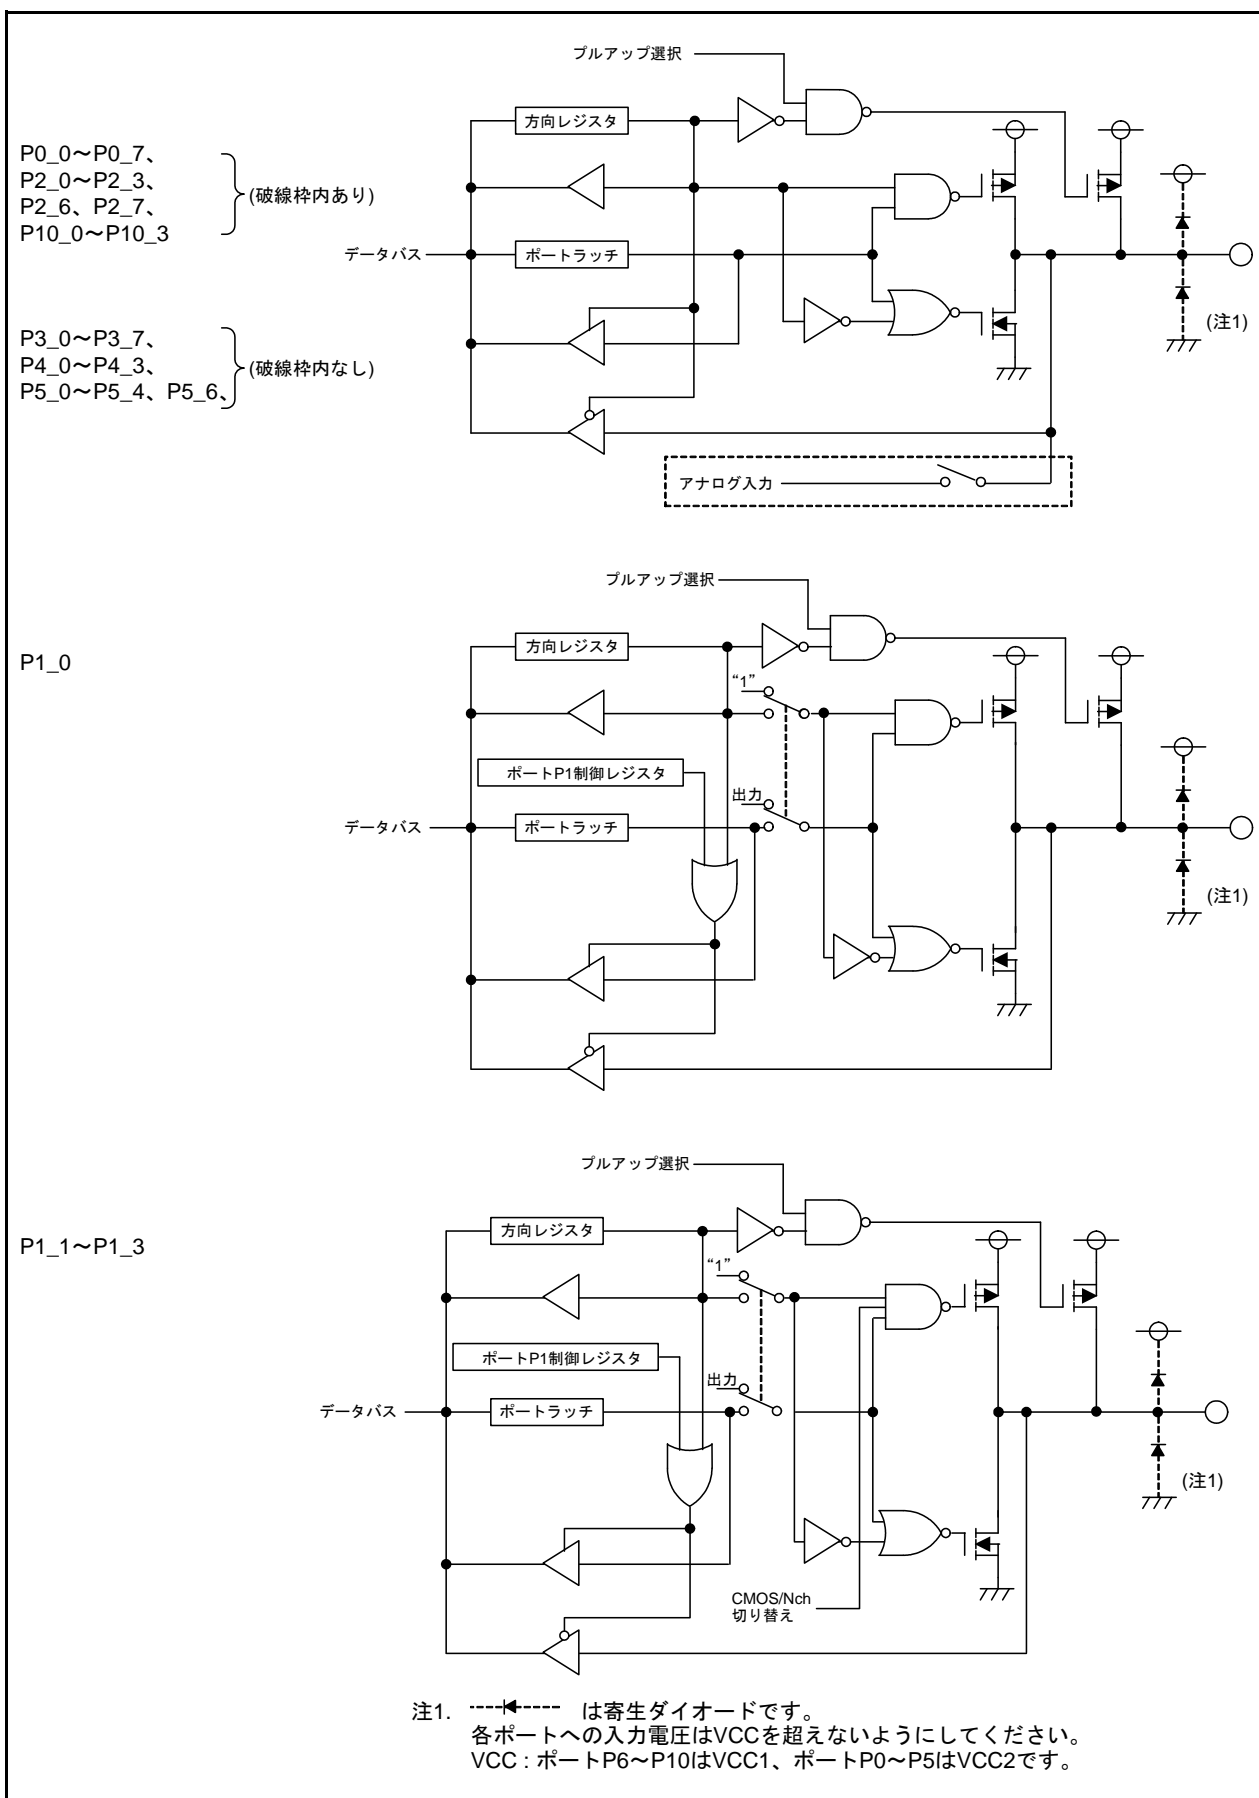 プルアップ選択
方向レジスタ
P0_0～P0_7、
P2_0～P2_3、
P2_6、P2_7、
P10_0～P10_3
(破線枠内あり)
データバス
ポートラッチ
(注1)
P3_0～P3_7、
P4_0～P4_3、
P5_0～P5_4、P5_6、
(破線枠内なし)
アナログ入力
プルアップ選択
方向レジスタ
P1_0
“1”
ポートP1制御レジスタ
出力
データバス
ポートラッチ
(注1)
プルアップ選択
方向レジスタ
P1_1～P1_3
“1”
ポートP1制御レジスタ
出力
データバス
ポートラッチ
(注1)
CMOS/Nch
切り替え
注1. は寄生ダイオードです。
各ポートへの入力電圧はVCCを超えないようにしてください。
VCC : ポートP6～P10はVCC1、ポートP0～P5はVCC2です。